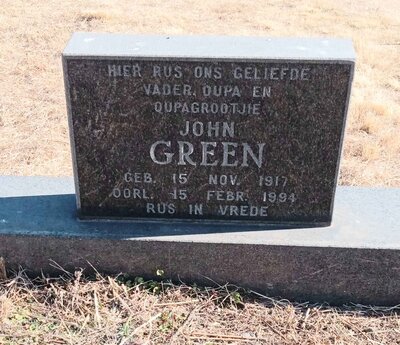 HIER RUS ONS GELIEFDE
VADER, OUPA EN
OUPAGROOTJIE
JOHN
GREEN
GEB. 15 NOV. 1917
OORL. 15 FEBR. 1994
RUS IN VREDE